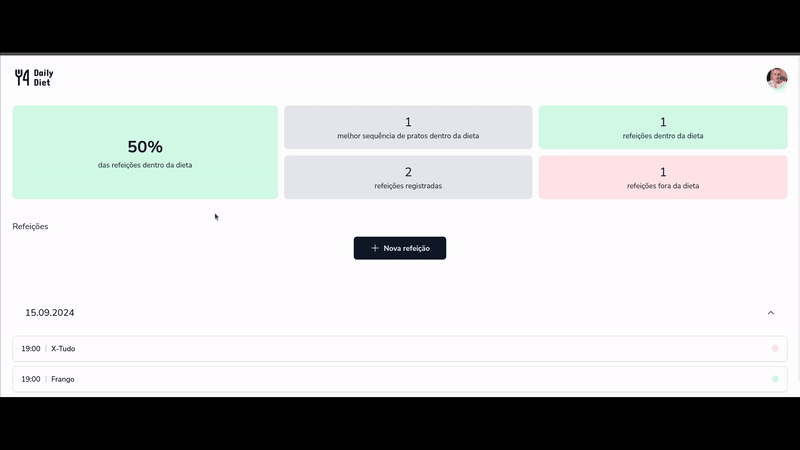 Daily
Diet
50%
das refeições dentro da dieta
1
melhor sequência de pratos dentro da dieta
1
refeições dentro da dieta
2
refeições registradas
1
refeições fora da dieta
Refeições
+ Nova refeição
15.09.2024
19:00 | X-Tudo
19:00 | Frango